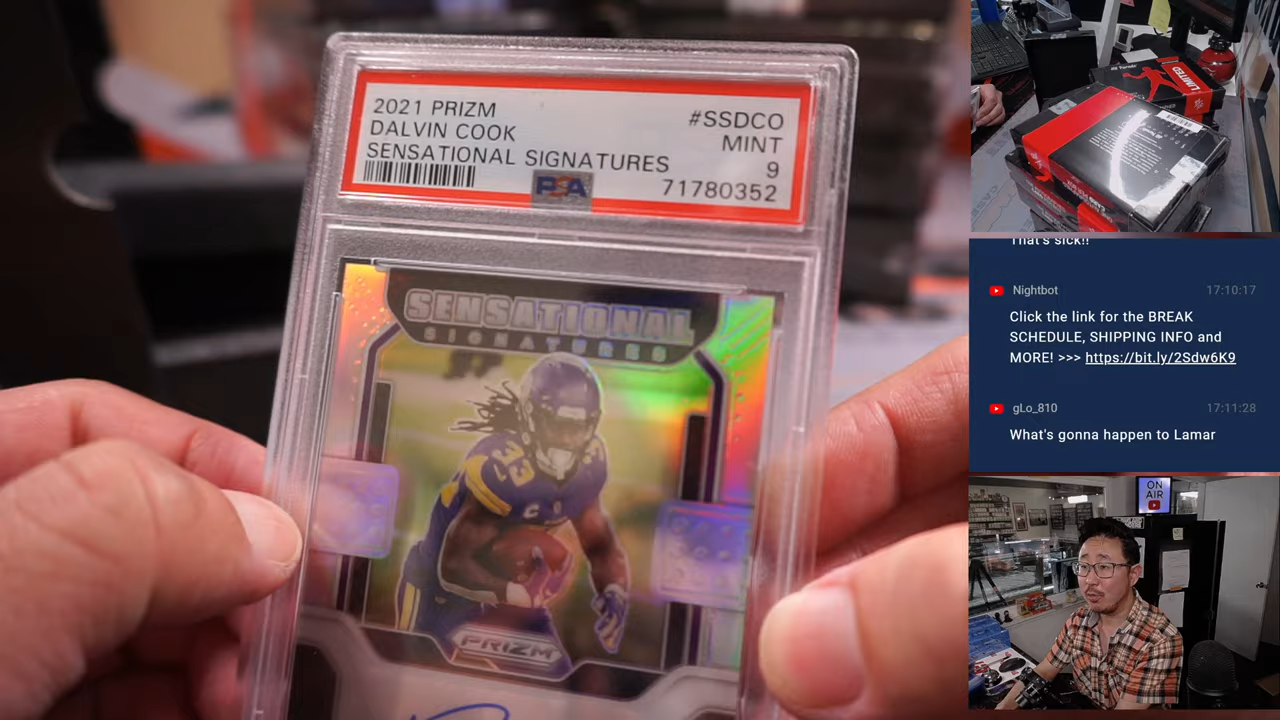 2021 PRIZM
DALVIN COOK
SENSATIONAL SIGNATURES
#SSDCO
MINT
9
71780352
PSA
SENSATIONAL
SIGNATURES
33
C
PRIZM
LIMITED
That's sick!!
Nightbot 17:10:17
Click the link for the BREAK
SCHEDULE, SHIPPING INFO and
MORE! >>> https://bit.ly/2Sdw6K9
gLo_810 17:11:28
What's gonna happen to Lamar
ON
AIR